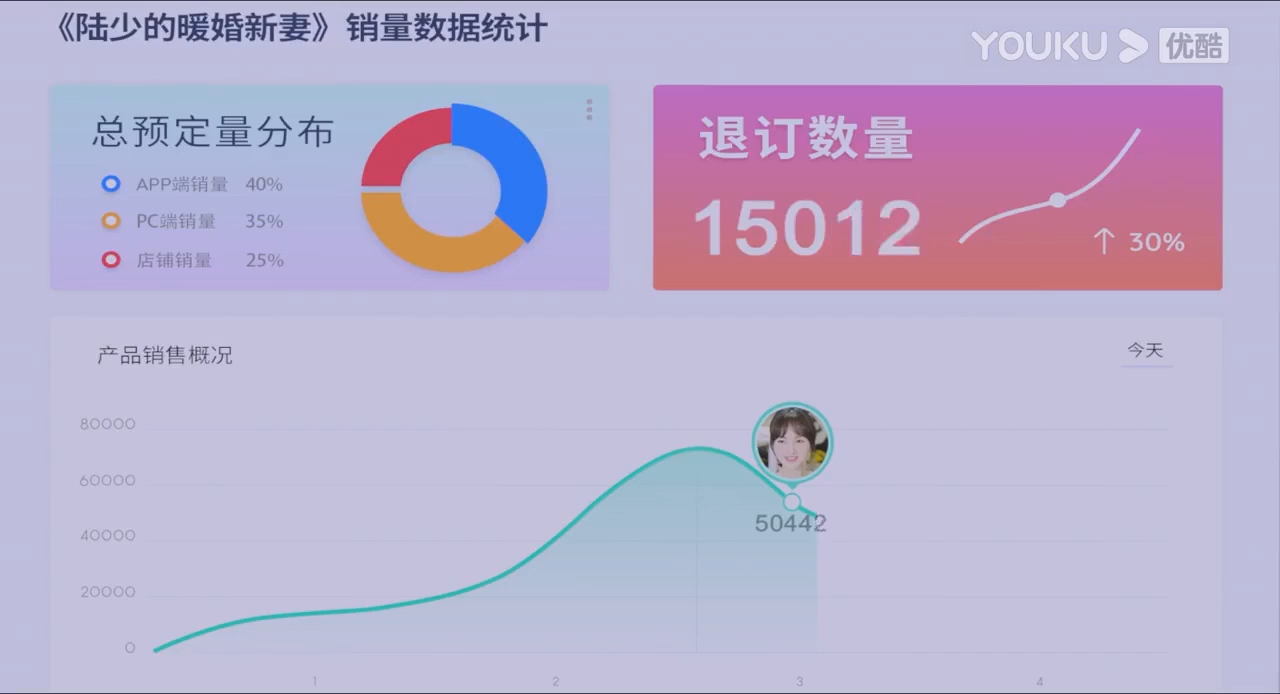 《陆少的暖婚新妻》销量数据统计
YOUKU 优酷
总预定量分布
APP端销量 40%
PC端销量 35%
店铺销量 25%
退订数量
15012
30%
产品销售概况
今天
80000
60000
40000
20000
0
50442
1 2 3 4